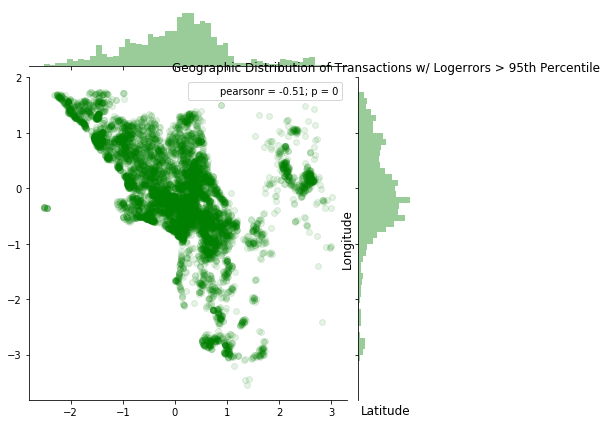 Geographic Distribution of Transactions w/ Logerrors > 95th Percentile
pearsonr = -0.51; p = 0
2
1
0
−1
−2
−3
Longitude
−2 −1 0 1 2 3
Latitude